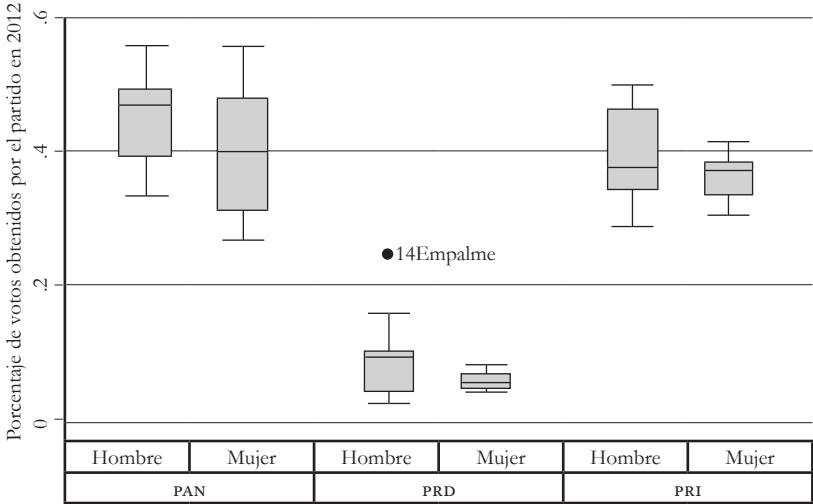 Porcentaje de votos obtenidos por el partido en 2012
.6
.4
.2
0
14Empalme
Hombre Mujer Hombre Mujer Hombre Mujer
PAN PRD PRI